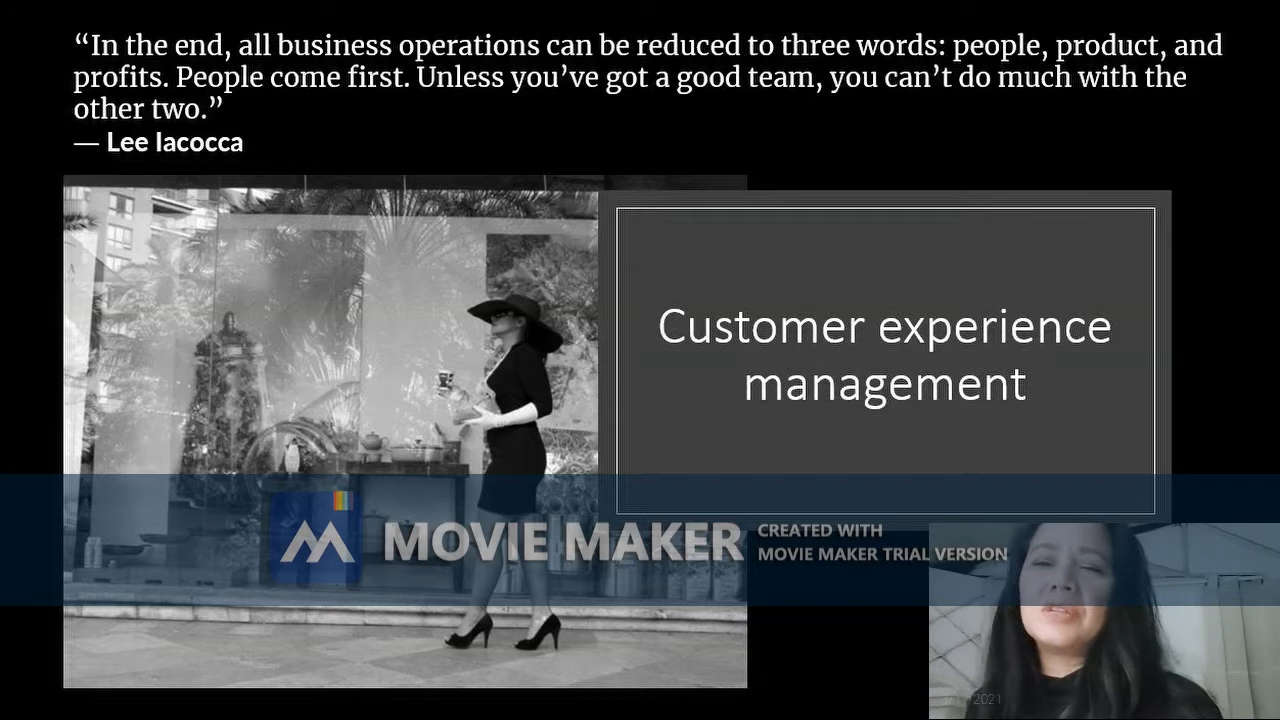 “In the end, all business operations can be reduced to three words: people, product, and
profits. People come first. Unless you’ve got a good team, you can’t do much with the
other two.”
— Lee Iacocca
Customer experience
management
MOVIE MAKER
CREATED WITH
MOVIE MAKER TRIAL VERSION
2021